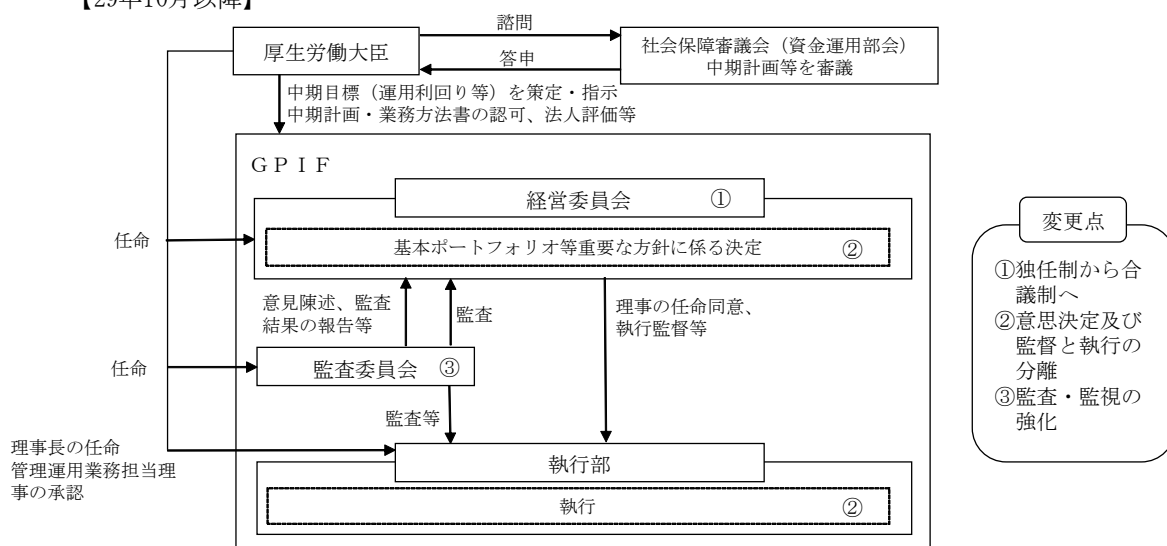 【29年10月以降】
諮問
厚生労働大臣
社会保障審議会（資金運用部会）
中期計画等を審議
答申
中期目標（運用利回り等）を策定・指示
中期計画・業務方法書の認可、法人評価等
ＧＰＩＦ
経営委員会 ①
任命
基本ポートフォリオ等重要な方針に係る決定 ②
意見陳述、監査
結果の報告等
監査
理事の任命同意、
執行監督等
任命
監査委員会 ③
監査等
理事長の任命
管理運用業務担当理
事の承認
執行部
執行 ②
変更点
①独任制から合
議制へ
②意思決定及び
監督と執行の
分離
③監査・監視の
強化